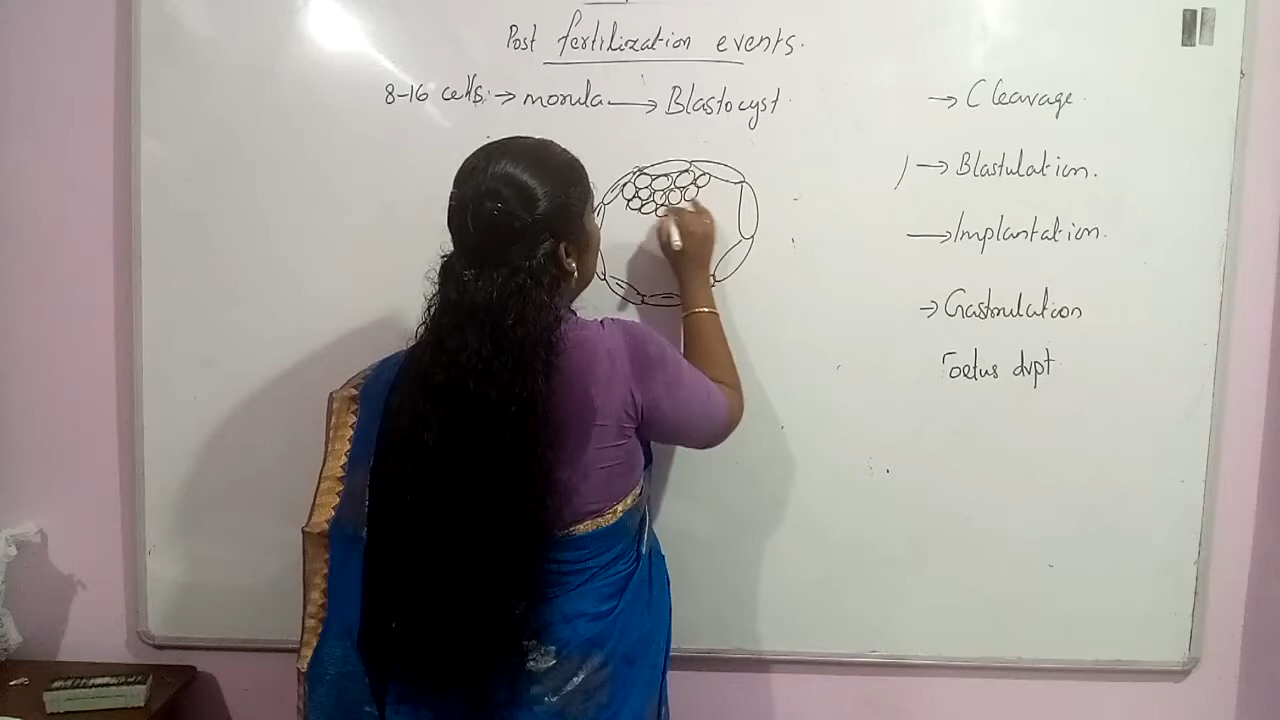 Post fertilization events.
8-16 cells: → morula → Blastocyst
→ Cleavage.
→ Blastulation.
→ Implantation.
→ Gastrulation
Foetus dvpt